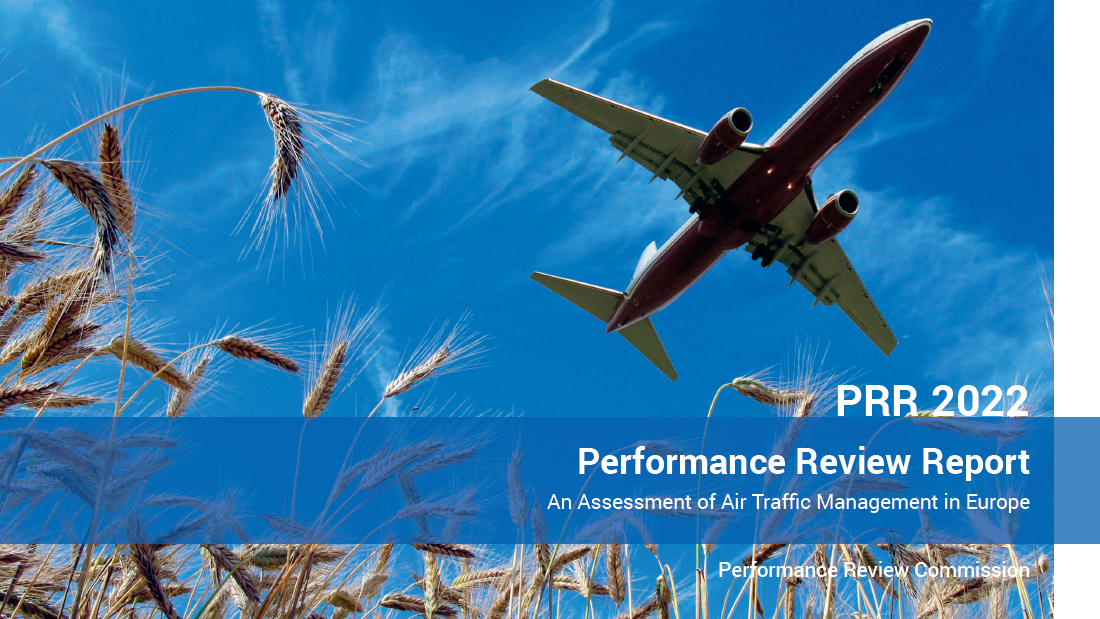 PRR 2022
Performance Review Report
An Assessment of Air Traffic Management in Europe
Performance Review Commission